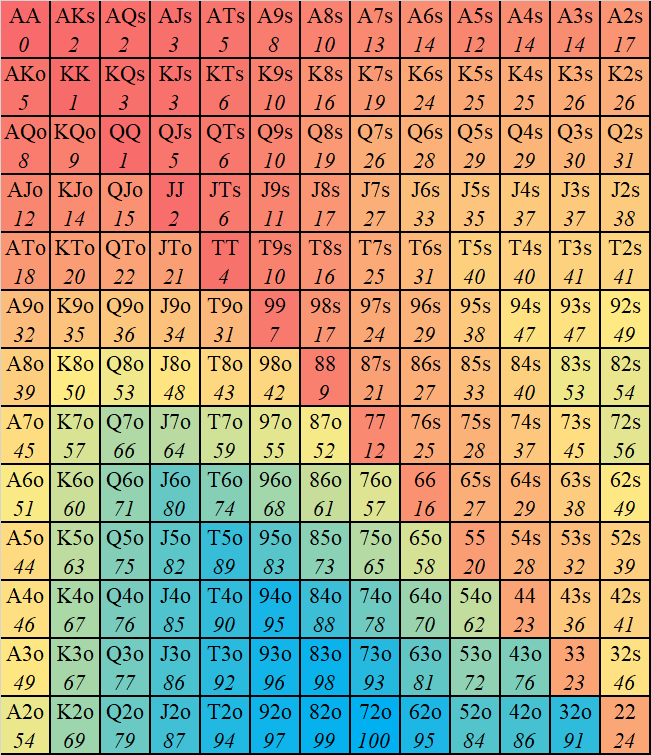 AA AKs AQs AJs ATs A9s A8s A7s A6s A5s A4s A3s A2s
0 2 2 3 5 8 10 13 14 12 14 14 17
AKo KK KQs KJs KTs K9s K8s K7s K6s K5s K4s K3s K2s
5 1 3 3 6 10 16 19 24 25 25 26 26
AQo KQo QQ QJs QTs Q9s Q8s Q7s Q6s Q5s Q4s Q3s Q2s
8 9 1 5 6 10 19 26 28 29 29 30 31
AJo KJo QJo JJ JTs J9s J8s J7s J6s J5s J4s J3s J2s
12 14 15 2 6 11 17 27 33 35 37 37 38
ATo KTo QTo JTo TT T9s T8s T7s T6s T5s T4s T3s T2s
18 20 22 21 4 10 16 25 31 40 40 41 41
A9o K9o Q9o J9o T9o 999 98s 97s 96s 95s 94s 93s 92s
32 35 36 34 31 7 17 24 29 38 47 47 49
A8o K8o Q8o J8o T8o 98o 88 87s 86s 85s 84s 83s 82s
39 50 53 48 43 42 9 21 27 33 40 53 54
A7o K7o Q7o J7o T7o 97o 87o 77 76s 75s 74s 73s 72s
45 57 66 64 59 55 52 12 25 28 37 45 56
A6o K6o Q6o J6o T6o 96o 86o 76o 66 65s 64s 63s 62s
51 60 71 80 74 68 61 57 16 27 29 38 49
A5o K5o Q5o J5o T5o 95o 85o 75o 65o 55 54s 53s 52s
44 63 75 82 89 83 73 65 58 20 28 32 39
A4o K4o Q4o J4o T4o 94o 84o 74o 64o 54o 44 43s 42s
46 67 76 85 90 95 88 78 70 62 23 36 41
A3o K3o Q3o J3o T3o 93o 83o 73o 63o 53o 43o 33 32s
49 67 77 86 92 96 98 93 81 72 76 23 46
A2o K2o Q2o J2o T2o 92o 82o 72o 62o 52o 42o 32o 22
54 69 79 87 94 97 99 100 95 84 86 91 24